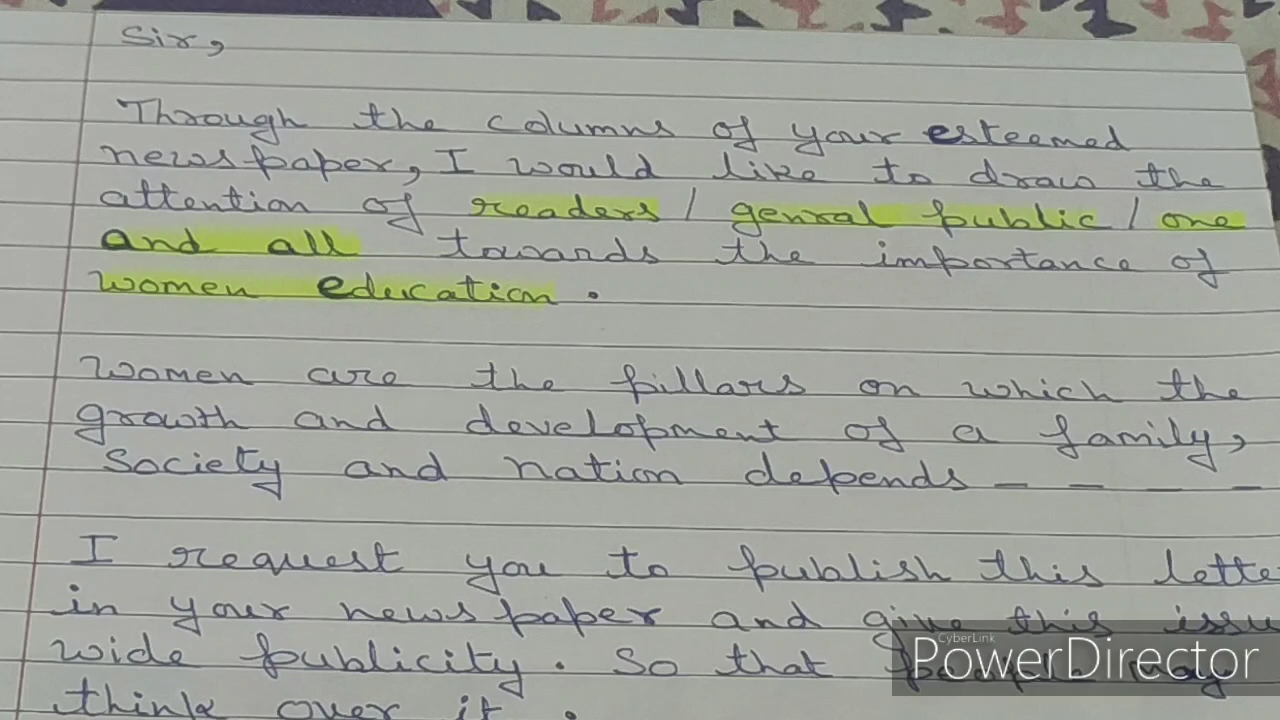 Sir,
Through the columns of your esteemed
newspaper, I would like to draw the
attention of readers / genral public / one
and all towards the importance of
women education.
Women are the pillars on which the
growth and development of a family,
society and nation depends - - - -
I request you to publish this lette
in your newspaper and give this issu
wide publicity. So that people may
think over it.
CyberLink
PowerDirector